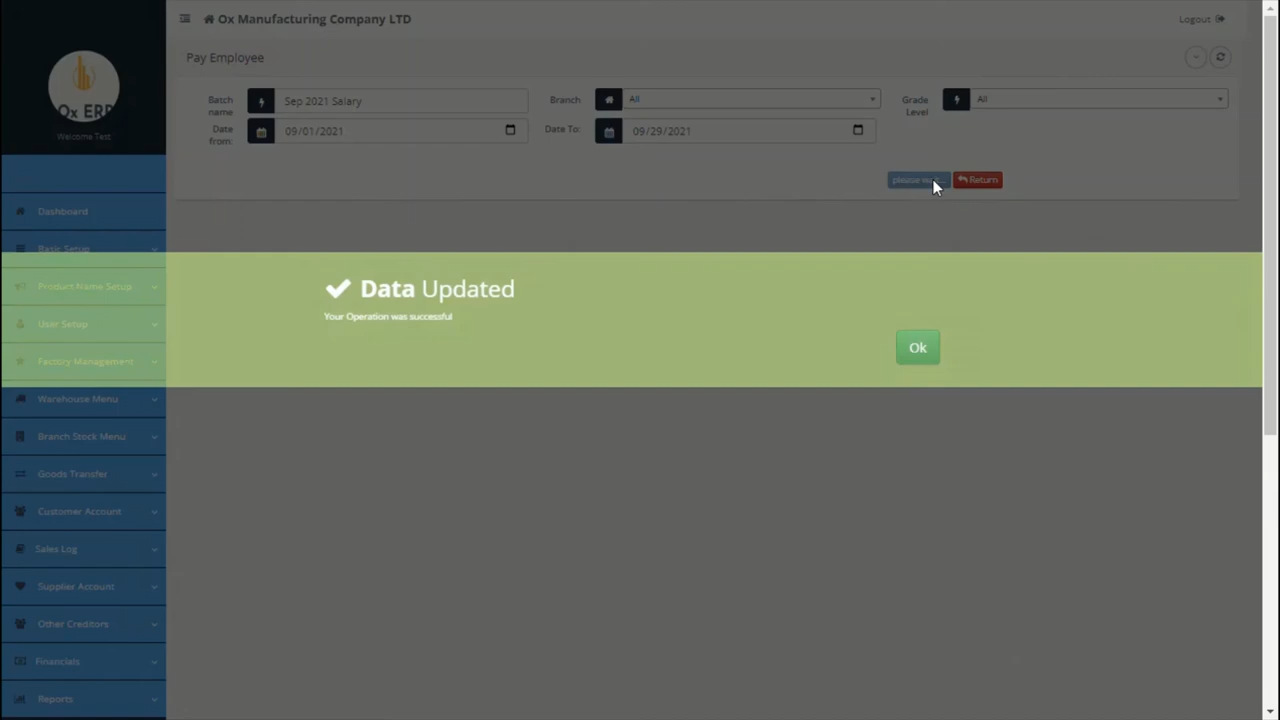 Ox Manufacturing Company LTD
Logout
Pay Employee
Batch name
Sep 2021 Salary
Branch
All
Grade Level
All
Date from:
09/01/2021
Date To:
09/29/2021
please wait...
Return
Ox ERP
Welcome Test
Dashboard
Basic Setup
Product Name Setup
User Setup
Factory Management
Warehouse Menu
Branch Stock Menu
Goods Transfer
Customer Account
Sales Log
Supplier Account
Other Creditors
Financials
Reports
Data Updated
Your Operation was successful
Ok